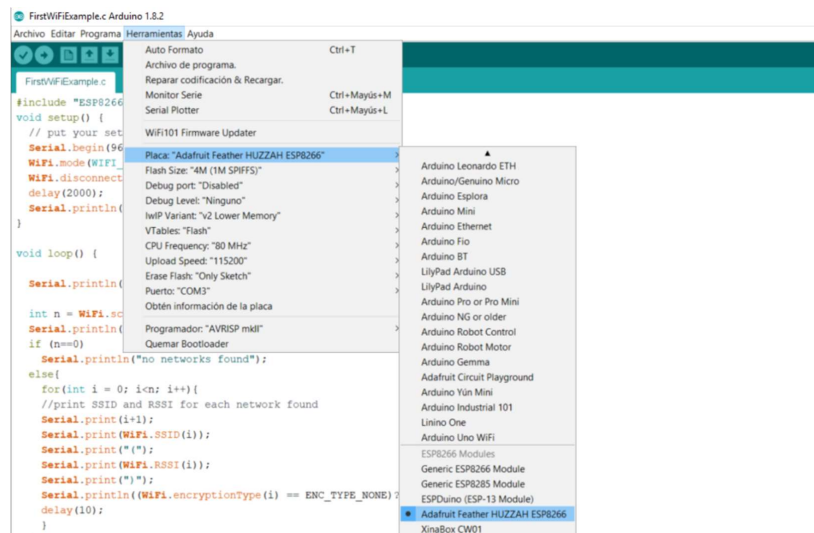 FirstWiFiExample.c Arduino 1.8.2
Archivo Editar Programa Herramientas Ayuda
FirstWiFiExample.c
Auto Formato Ctrl+T
Archivo de programa.
Reparar codificación & Recargar.
Monitor Serie Ctrl+Mayús+M
Serial Plotter Ctrl+Mayús+L
WiFi101 Firmware Updater
Placa: "Adafruit Feather HUZZAH ESP8266"
Flash Size: "4M (1M SPIFFS)"
Debug port: "Disabled"
Debug Level: "Ninguno"
lwIP Variant: "v2 Lower Memory"
VTables: "Flash"
CPU Frequency: "80 MHz"
Upload Speed: "115200"
Erase Flash: "Only Sketch"
Puerto: "COM3"
Obtén información de la placa
Programador: "AVRISP mkII"
Quemar Bootloader
Arduino Leonardo ETH
Arduino/Genuino Micro
Arduino Esplora
Arduino Mini
Arduino Ethernet
Arduino Fio
Arduino BT
LilyPad Arduino USB
LilyPad Arduino
Arduino Pro or Pro Mini
Arduino NG or older
Arduino Robot Control
Arduino Robot Motor
Arduino Gemma
Adafruit Circuit Playground
Arduino Yún Mini
Arduino Industrial 101
Linino One
Arduino Uno WiFi
ESP8266 Modules
Generic ESP8266 Module
Generic ESP8285 Module
ESPDuino (ESP-13 Module)
Adafruit Feather HUZZAH ESP8266
XinaBox CW01
#include "ESP8266
void setup() {
// put your set
Serial.begin(96
WiFi.mode(WIFI_
WiFi.disconnect
delay(2000);
Serial.println(
}
void loop() {
Serial.println(
int n = WiFi.sc
Serial.println(
if (n==0)
Serial.println("no networks found");
else{
for(int i = 0; i<n; i++){
//print SSID and RSSI for each network found
Serial.print(i+1);
Serial.print(WiFi.SSID(i));
Serial.print("(");
Serial.print(WiFi.RSSI(i));
Serial.print(")");
Serial.println((WiFi.encryptionType(i) == ENC_TYPE_NONE)?
delay(10);
}